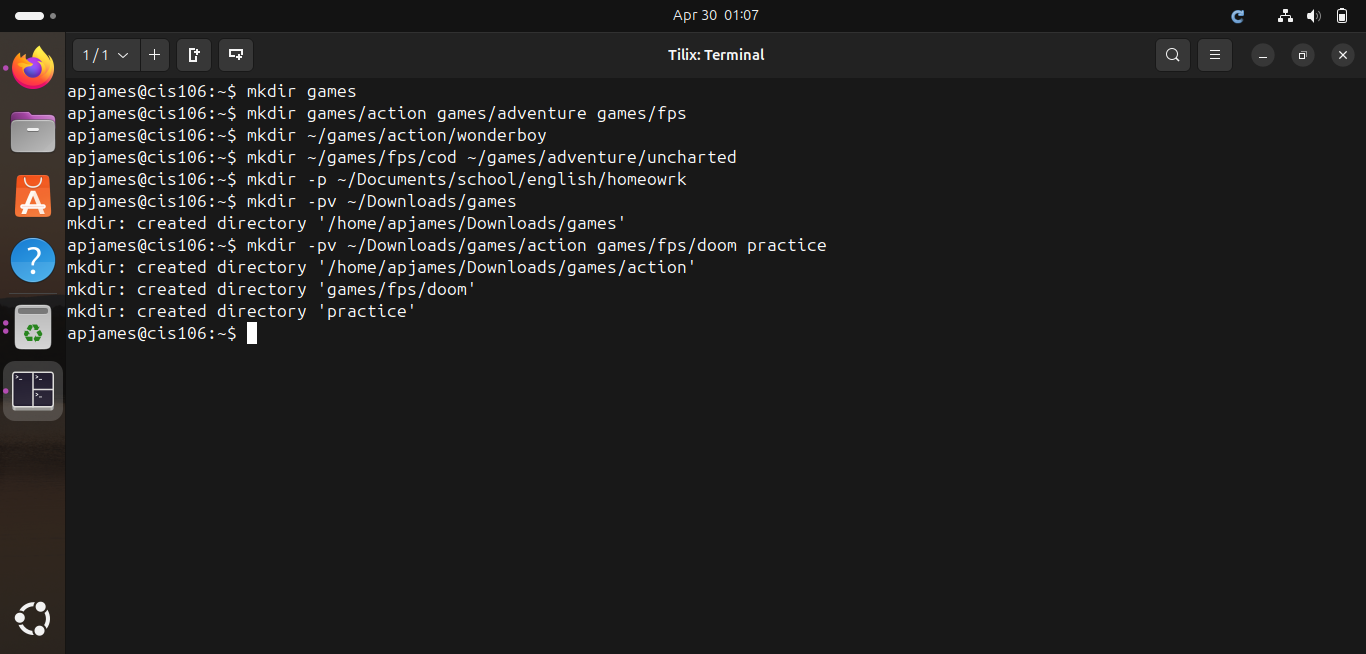 Apr 30 01:07
1 / 1
Tilix: Terminal
apjames@cis106:~$ mkdir games
apjames@cis106:~$ mkdir games/action games/adventure games/fps
apjames@cis106:~$ mkdir ~/games/action/wonderboy
apjames@cis106:~$ mkdir ~/games/fps/cod ~/games/adventure/uncharted
apjames@cis106:~$ mkdir -p ~/Documents/school/english/homeowrk
apjames@cis106:~$ mkdir -pv ~/Downloads/games
mkdir: created directory '/home/apjames/Downloads/games'
apjames@cis106:~$ mkdir -pv ~/Downloads/games/action games/fps/doom practice
mkdir: created directory '/home/apjames/Downloads/games/action'
mkdir: created directory 'games/fps/doom'
mkdir: created directory 'practice'
apjames@cis106:~$